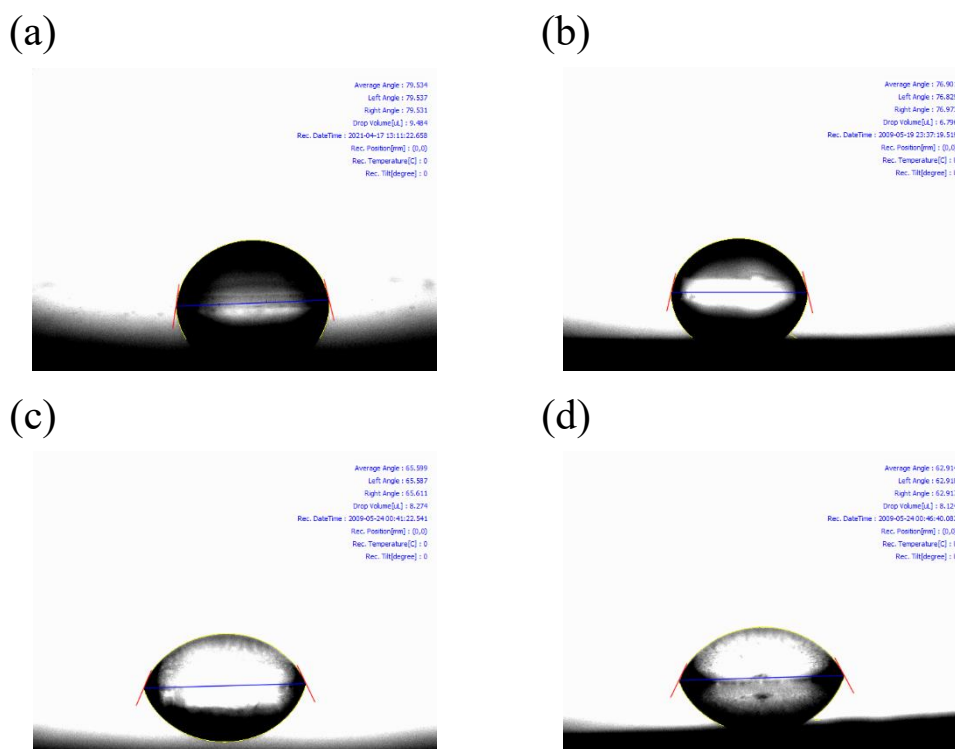 (a)
Average Angle : 79.534
Left Angle : 79.537
Right Angle : 79.531
Drop Volume[uL] : 9.484
Rec. DateTime : 2021-04-17 13:11:22.658
Rec. Position[mm] : (0,0)
Rec. Temperature[C] : 0
Rec. Tilt[degree] : 0
(b)
Average Angle : 76.90
Left Angle : 76.82
Right Angle : 76.97
Drop Volume[uL] : 6.79
Rec. DateTime : 2009-05-19 23:37:19.51
Rec. Position[mm] : (0,0)
Rec. Temperature[C] :
Rec. Tilt[degree] :
(c)
Average Angle : 65.599
Left Angle : 65.587
Right Angle : 65.611
Drop Volume[uL] : 8.274
Rec. DateTime : 2009-05-24 00:41:22.541
Rec. Position[mm] : (0,0)
Rec. Temperature[C] : 0
Rec. Tilt[degree] : 0
(d)
Average Angle : 62.91
Left Angle : 62.91
Right Angle : 62.91
Drop Volume[uL] : 8.12
Rec. DateTime : 2009-05-24 00:46:40.08
Rec. Position[mm] : (0,0)
Rec. Temperature[C] :
Rec. Tilt[degree] :